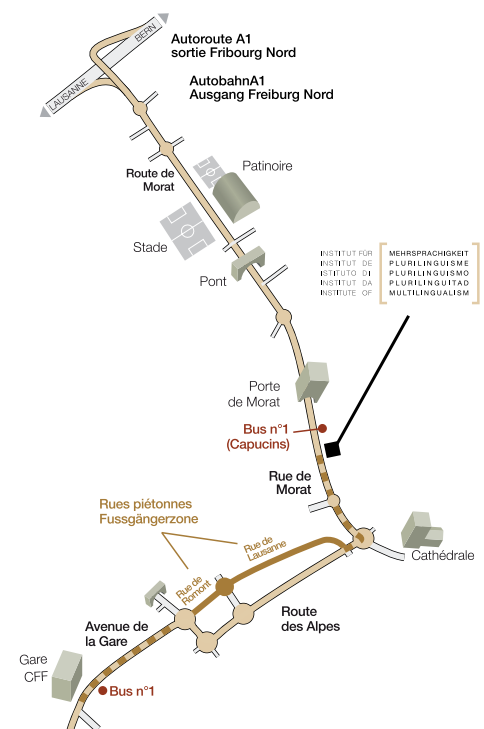 BERN
LAUSANNE
Autoroute A1
sortie Fribourg Nord
AutobahnA1
Ausgang Freiburg Nord
Route de
Morat
Patinoire
Stade
Pont
INSTITUT FÜR MEHRSPRACHIGKEIT
INSTITUT DE PLURILINGUISME
ISTITUTO DI PLURILINGUISMO
INSTITUT DA PLURILINGUITAD
INSTITUTE OF MULTILINGUALISM
Porte
de Morat
Bus n°1
(Capucins)
Rue de
Morat
Rues piétonnes
Fussgängerzone
Rue de
Lausanne
Cathédrale
Rue de
Romont
Route
des Alpes
Avenue de
la Gare
Gare
CFF
Bus n°1